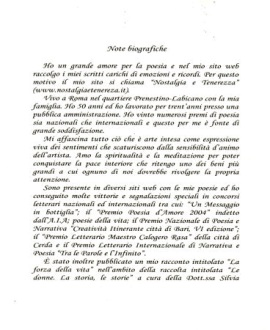 Note biografiche
Ho un grande amore per la poesia e nel mio sito web
raccolgo i miei scritti carichi di emozioni e ricordi. Per questo
motivo il mio sito si chiama "Nostalgia e Tenerezza"
(www.nostalgiaetenereza.it).
Vivo a Roma nel quartiere Prenestino-Labicano con la mia
famiglia. Ho 50 anni ed ho lavorato per trent'anni presso una
pubblica amministrazione. Ho vinto numerosi premi di poesia
sia nazionali che internazionali e questo per me è fonte di
grande soddisfazione.
Mi affascina tutto ciò che è arte intesa come espressione
viva dei sentimenti che scaturiscono dalla sensibilità d'animo
dell'artista. Amo la spiritualità e la meditazione per poter
conquistare la pace interiore che ritengo uno dei beni più
grandi a cui ognuno di noi dovrebbe rivolgere la propria
attenzione.
Sono presente in diversi siti web con le mie poesie ed ho
conseguito molte vittorie e segnalazioni speciali in concorsi
letterari nazionali ed internazionali tra cui: "Un Messaggio
in bottiglia"; il "Premio Poesia d'Amore 2004" indetto
dall'A.I.A; poesie della vita; il Premio Nazionale di Poesia e
Narrativa "Creatività Itinerante città di Bari, VI edizione";
il "Premio Letterario Maestro Calogero Rasa" della città di
Cerda e il Premio Letterario Internazionale di Narrativa e
Poesia "Tra le Parole e l'Infinito".
È stato inoltre pubblicato un mio racconto intitolato "La
forza della vita" nell'ambito della raccolta intitolata "Le
donne. La storia, le storie" a cura della Dott.ssa Silvia